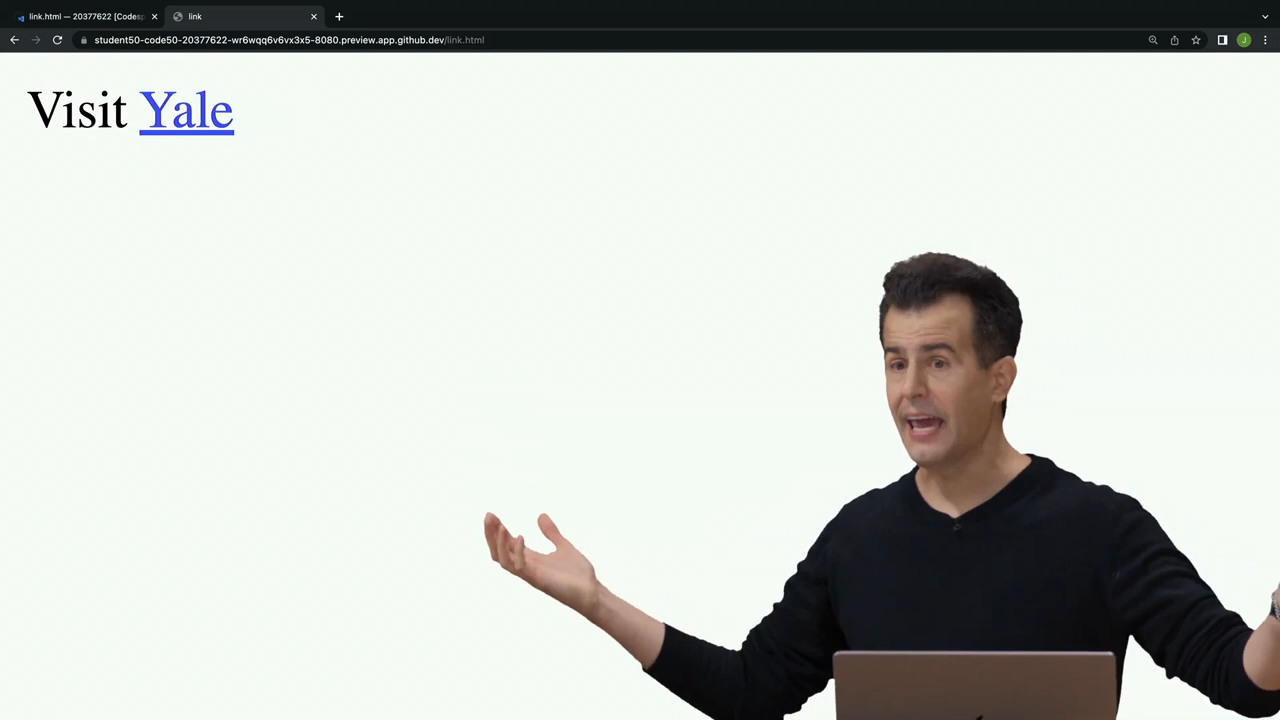 link.html — 20377622 [Codesp
link
student50-code50-20377622-wr6wqq6v6vx3x5-8080.preview.app.github.dev/link.html
J
Visit Yale